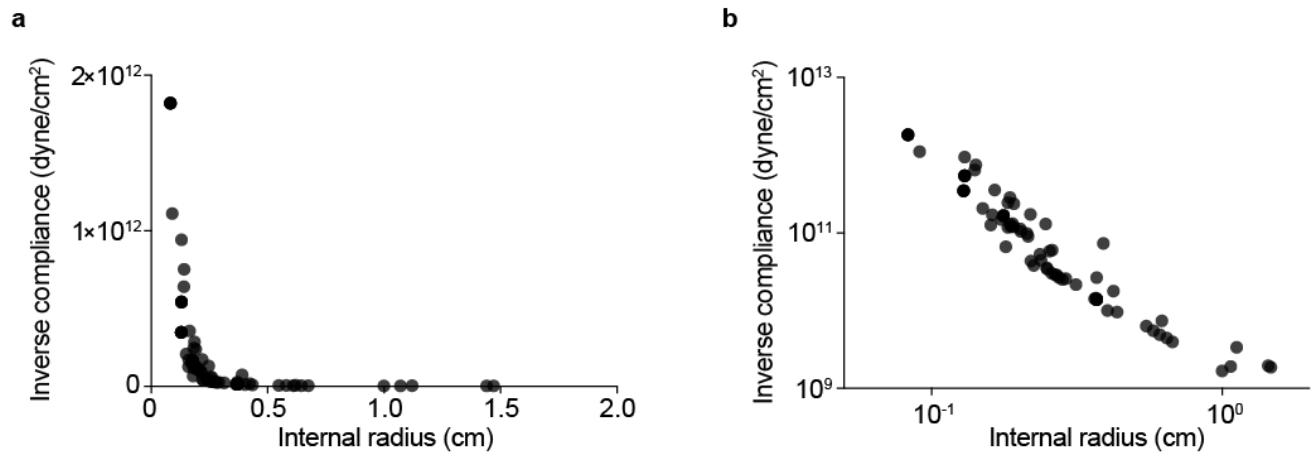 a
2×10¹²
1×10¹²
0
Inverse compliance (dyne/cm²)
0 0.5 1.0 1.5 2.0
Internal radius (cm)
b
10¹³
10¹¹
10⁹
Inverse compliance (dyne/cm²)
10⁻¹ 10⁰
Internal radius (cm)